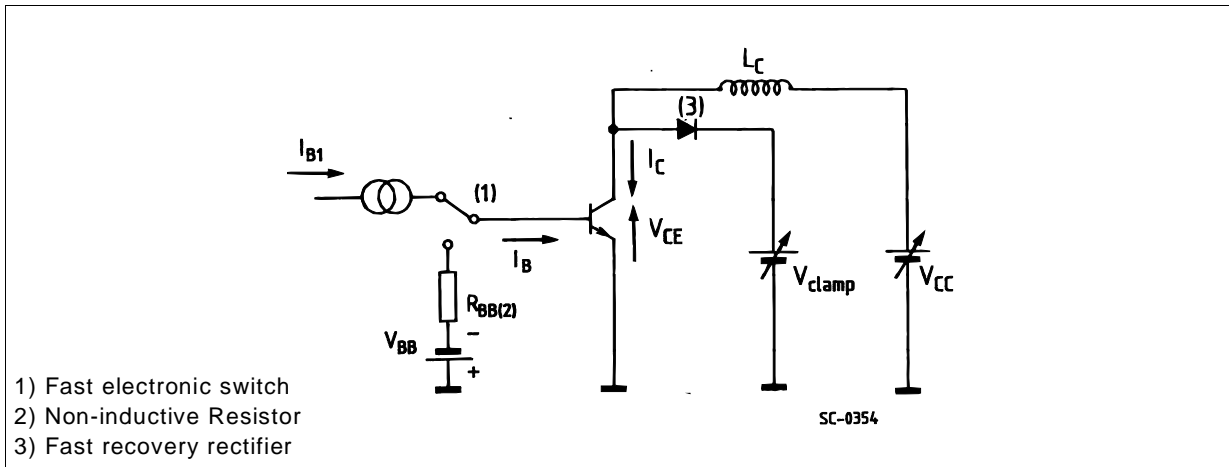 L_C
(3)
I_B1
I_C
(1)
V_CE
I_B
V_clamp
V_CC
R_BB(2)
V_BB
−
+
1) Fast electronic switch
2) Non-inductive Resistor
3) Fast recovery rectifier
SC-0354